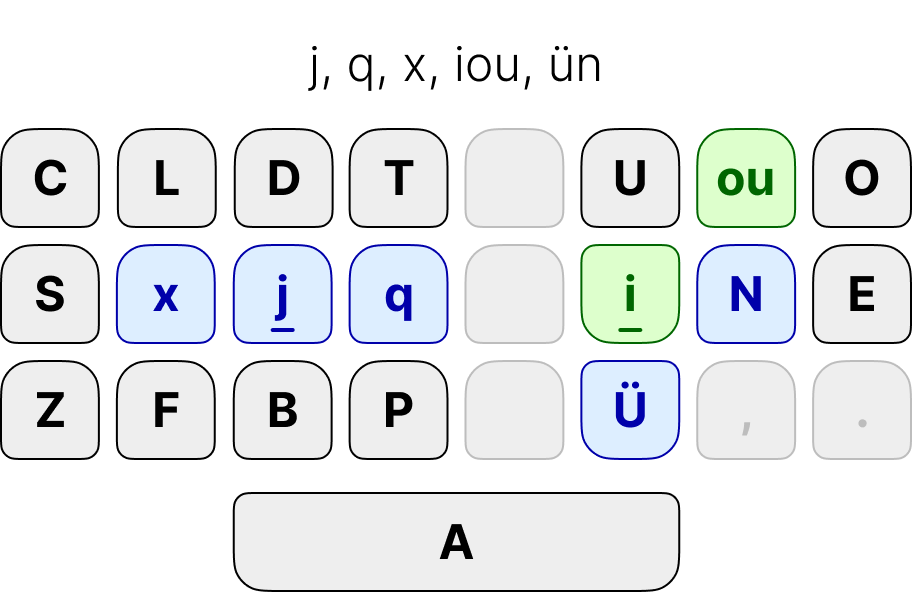 j, q, x, iou, ün
C L D T U ou O
S x j q i N E
Z F B P Ü , .
A